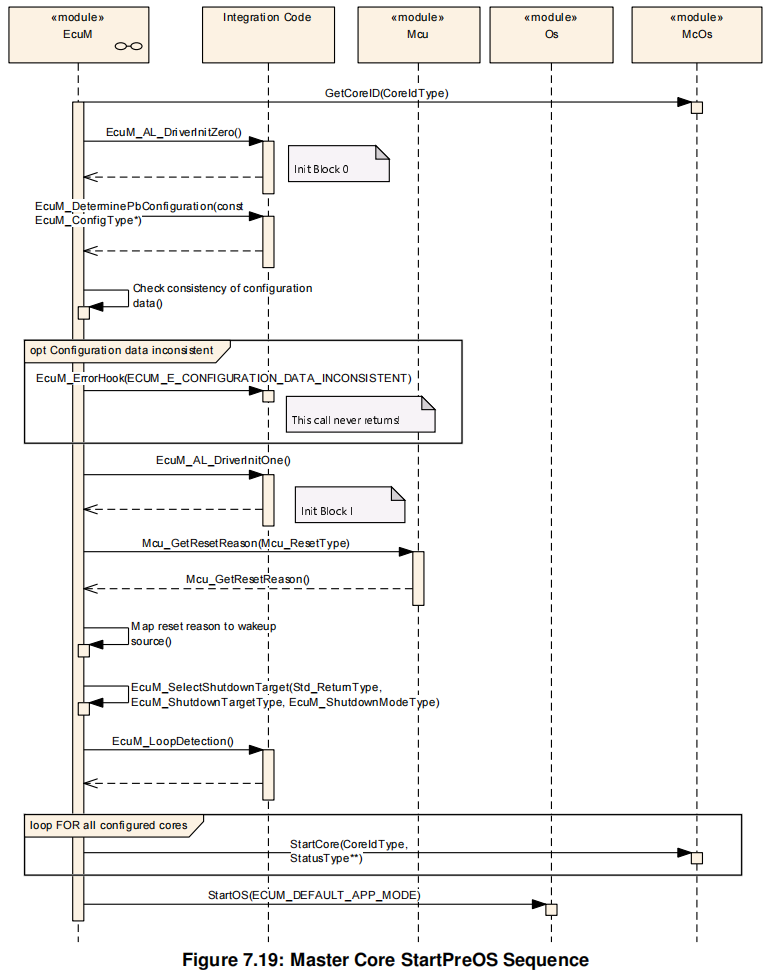 «module»
EcuM
Integration Code
«module»
Mcu
«module»
Os
«module»
McOs
GetCoreID(CoreIdType)
EcuM_AL_DriverInitZero()
Init Block 0
EcuM_DeterminePbConfiguration(const
EcuM_ConfigType*)
Check consistency of configuration
data()
opt Configuration data inconsistent
EcuM_ErrorHook(ECUM_E_CONFIGURATION_DATA_INCONSISTENT)
This call never returns!
EcuM_AL_DriverInitOne()
Init Block I
Mcu_GetResetReason(Mcu_ResetType)
Mcu_GetResetReason()
Map reset reason to wakeup
source()
EcuM_SelectShutdownTarget(Std_ReturnType,
EcuM_ShutdownTargetType, EcuM_ShutdownModeType)
EcuM_LoopDetection()
loop FOR all configured cores
StartCore(CoreIdType,
StatusType**)
StartOS(ECUM_DEFAULT_APP_MODE)
Figure 7.19: Master Core StartPreOS Sequence